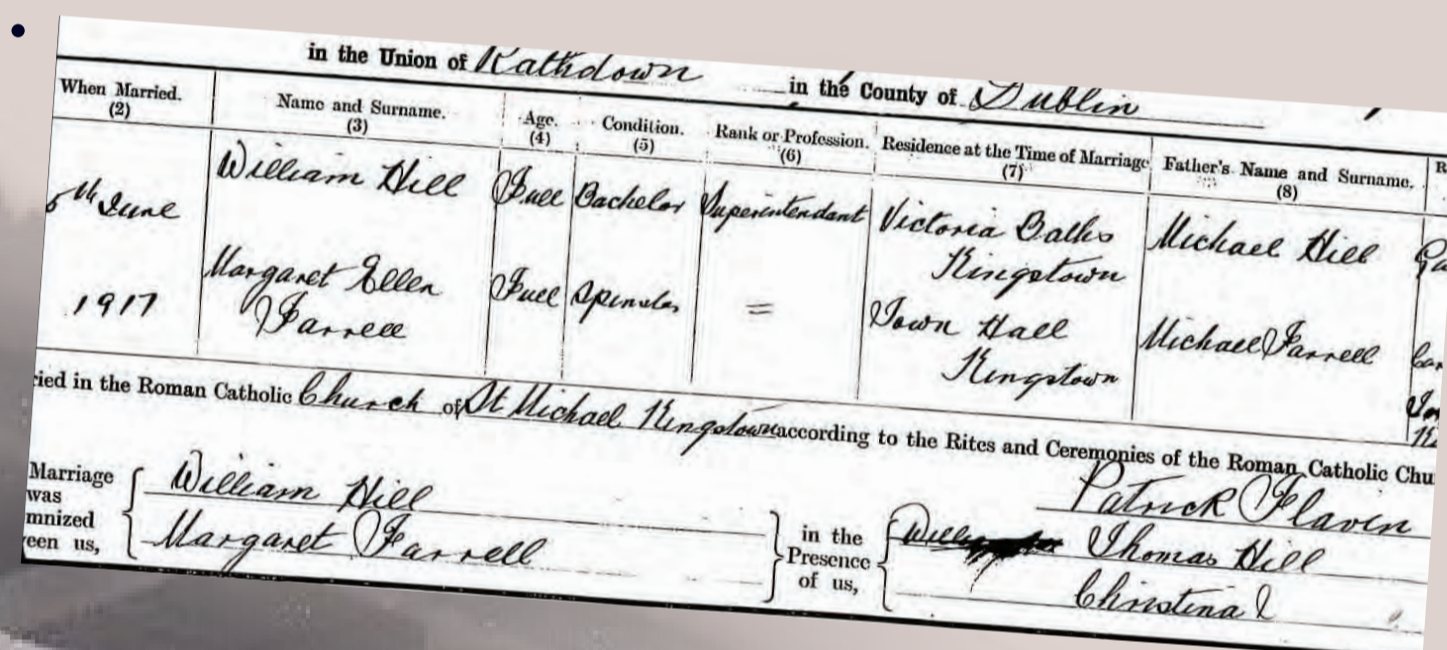 in the Union of Rathdown in the County of Dublin
When Married. Name and Surname. Age. Condition. Rank or Profession. Residence at the Time of Marriage Father's Name and Surname.
(2) (3) (4) (5) (6) (7) (8)
th June William Hill Full Bachelor Superintendant Victoria Baths Michael Hill
Kingstown
1917 Margaret Ellen Full Spinster = Town Hall Michael Farrell
Farrell Kingstown
ried in the Roman Catholic Church of St Michael Kingstown according to the Rites and Ceremonies of the Roman Catholic Chu
Marriage William Hill Patrick Flavin
was
mnized Margaret Farrell in the Thomas Hill
een us, Presence
of us, Christina